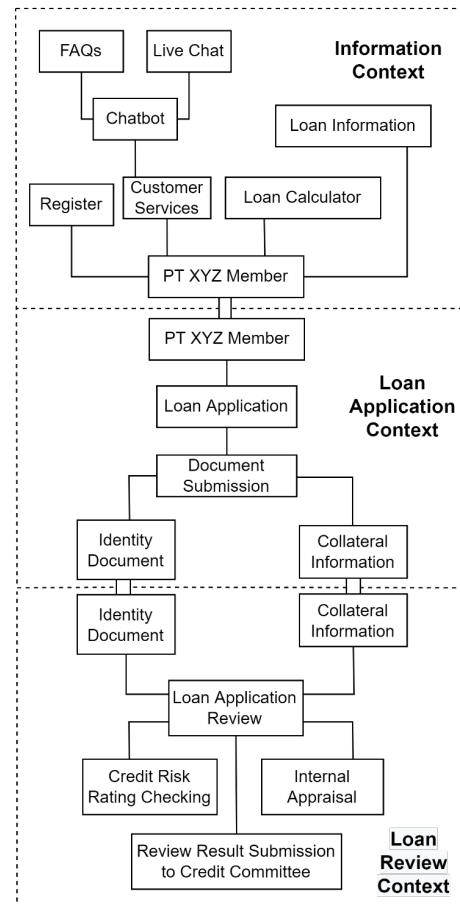 FAQs
Live Chat
Information
Context
Chatbot
Loan Information
Customer
Services
Register
Loan Calculator
PT XYZ Member
PT XYZ Member
Loan
Application
Context
Loan Application
Document
Submission
Identity
Document
Collateral
Information
Identity
Document
Collateral
Information
Loan Application
Review
Credit Risk
Rating Checking
Internal
Appraisal
Review Result Submission
to Credit Committee
Loan
Review
Context